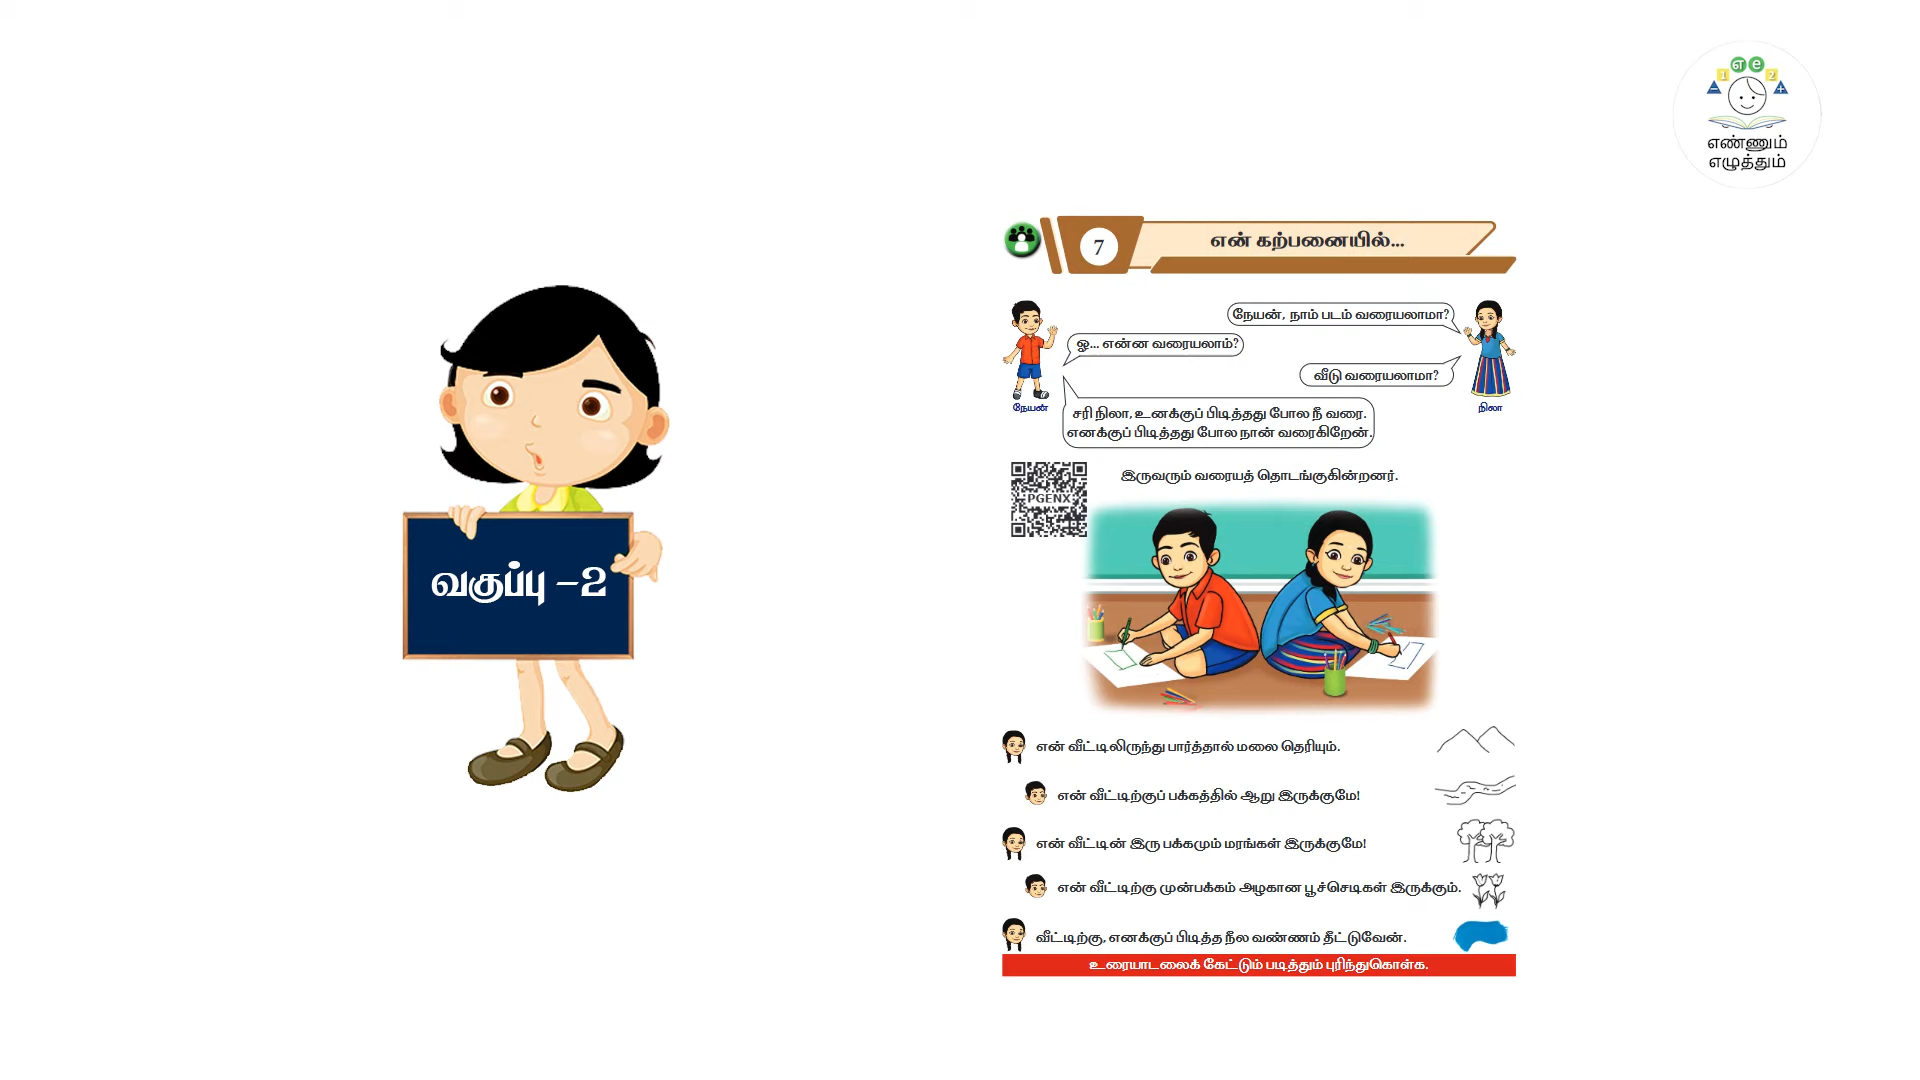 எ e
1 2
− +
எண்ணும்
எழுத்தும்
வகுப்பு –2
7
என் கற்பனையில்...
நேயன், நாம் படம் வரையலாமா?
ஓ... என்ன வரையலாம்?
வீடு வரையலாமா?
நேயன்
நிலா
சரி நிலா, உனக்குப் பிடித்தது போல நீ வரை.
எனக்குப் பிடித்தது போல நான் வரைகிறேன்.
PGENX
இருவரும் வரையத் தொடங்குகின்றனர்.
என் வீட்டிலிருந்து பார்த்தால் மலை தெரியும்.
என் வீட்டிற்குப் பக்கத்தில் ஆறு இருக்குமே!
என் வீட்டின் இரு பக்கமும் மரங்கள் இருக்குமே!
என் வீட்டிற்கு முன்பக்கம் அழகான பூச்செடிகள் இருக்கும்.
வீட்டிற்கு, எனக்குப் பிடித்த நீல வண்ணம் தீட்டுவேன்.
உரையாடலைக் கேட்டும் படித்தும் புரிந்துகொள்க.